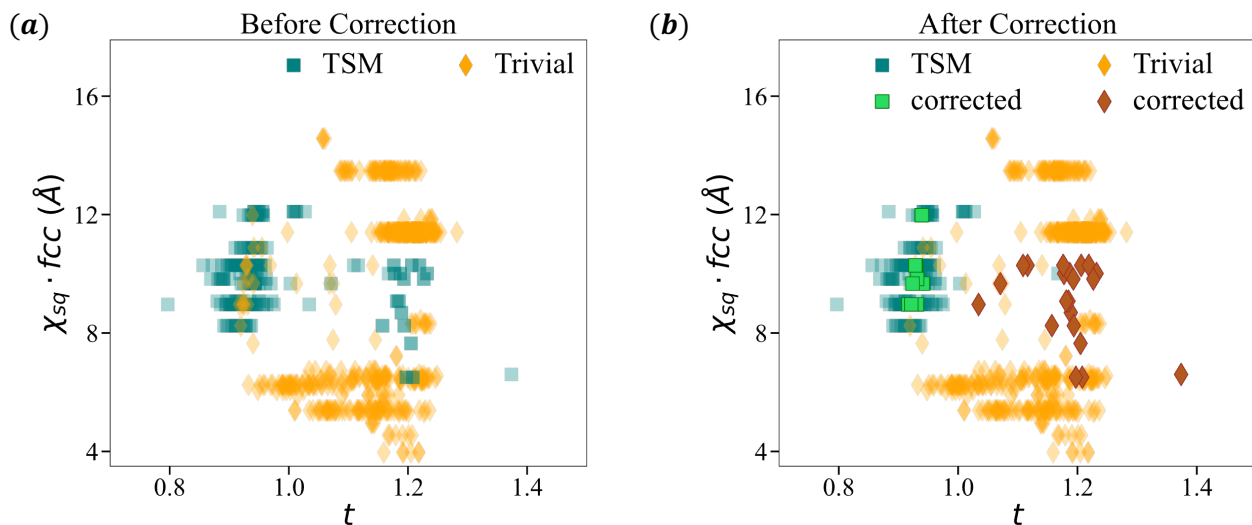 (a) Before Correction
TSM Trivial
16
12
8
4
χsq · fcc (Å)
0.8 1.0 1.2 1.4
t
(b) After Correction
TSM Trivial
corrected corrected
16
12
8
4
χsq · fcc (Å)
0.8 1.0 1.2 1.4
t